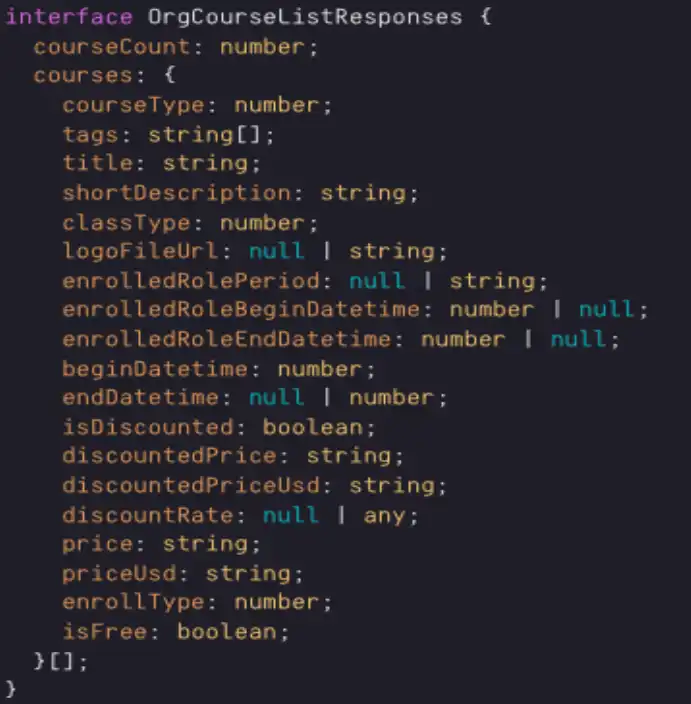 interface OrgCourseListResponses {
  courseCount: number;
  courses: {
    courseType: number;
    tags: string[];
    title: string;
    shortDescription: string;
    classType: number;
    logoFileUrl: null | string;
    enrolledRolePeriod: null | string;
    enrolledRoleBeginDatetime: number | null;
    enrolledRoleEndDatetime: number | null;
    beginDatetime: number;
    endDatetime: null | number;
    isDiscounted: boolean;
    discountedPrice: string;
    discountedPriceUsd: string;
    discountRate: null | any;
    price: string;
    priceUsd: string;
    enrollType: number;
    isFree: boolean;
  }[];
}